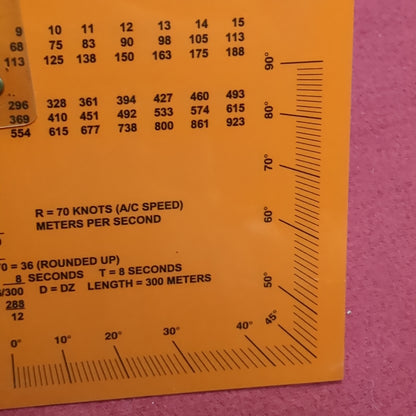 9 10 11 12 13 14 15
68 75 83 90 98 105 113
113 125 138 150 163 175 188
296 328 361 394 427 460 493
369 410 451 492 533 574 615
554 615 677 738 800 861 923
R = 70 KNOTS (A/C SPEED)
METERS PER SECOND
0 = 36 (ROUNDED UP)
8 SECONDS T = 8 SECONDS
/300 D = DZ LENGTH = 300 METERS
288
12
90°
80°
70°
60°
50°
45°
0° 10° 20° 30° 40°